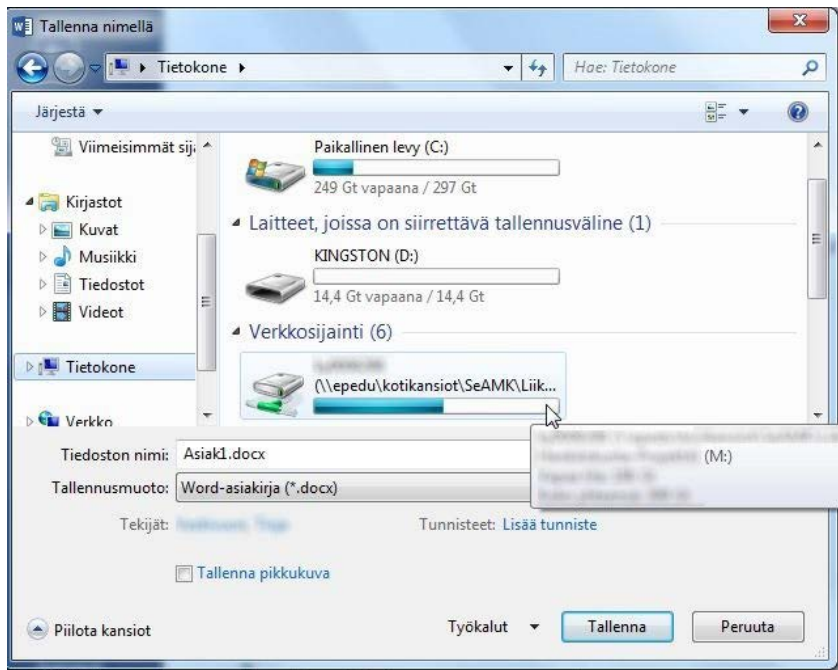 Tallenna nimellä
Tietokone
Hae: Tietokone
Järjestä
Viimeisimmät sij
Kirjastot
Kuvat
Musiikki
Tiedostot
Videot
Tietokone
Verkko
Paikallinen levy (C:)
249 Gt vapaana / 297 Gt
Laitteet, joissa on siirrettävä tallennusväline (1)
KINGSTON (D:)
14,4 Gt vapaana / 14,4 Gt
Verkkosijainti (6)
(\\epedu\kotikansiot\SeAMK\Liik...
(M:)
Tiedoston nimi: Asiak1.docx
Tallennusmuoto: Word-asiakirja (*.docx)
Tekijät:
Tunnisteet: Lisää tunniste
Tallenna pikkukuva
Piilota kansiot
Työkalut
Tallenna
Peruuta